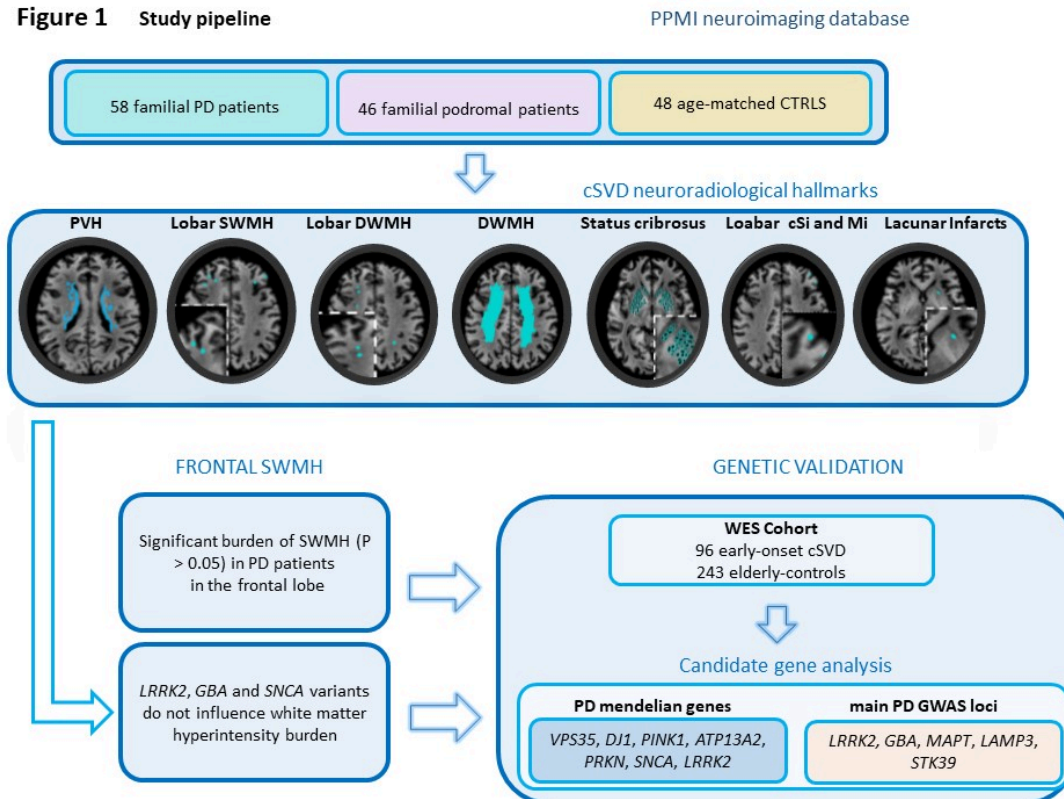 Figure 1 Study pipeline
PPMI neuroimaging database
58 familial PD patients
46 familial podromal patients
48 age-matched CTRLS
cSVD neuroradiological hallmarks
PVH
Lobar SWMH
Lobar DWMH
DWMH
Status cribrosus
Loabar cSi and Mi
Lacunar Infarcts
FRONTAL SWMH
Significant burden of SWMH (P
> 0.05) in PD patients
in the frontal lobe
LRRK2, GBA and SNCA variants
do not influence white matter
hyperintensity burden
GENETIC VALIDATION
WES Cohort
96 early-onset cSVD
243 elderly-controls
Candidate gene analysis
PD mendelian genes
VPS35, DJ1, PINK1, ATP13A2,
PRKN, SNCA, LRRK2
main PD GWAS loci
LRRK2, GBA, MAPT, LAMP3,
STK39